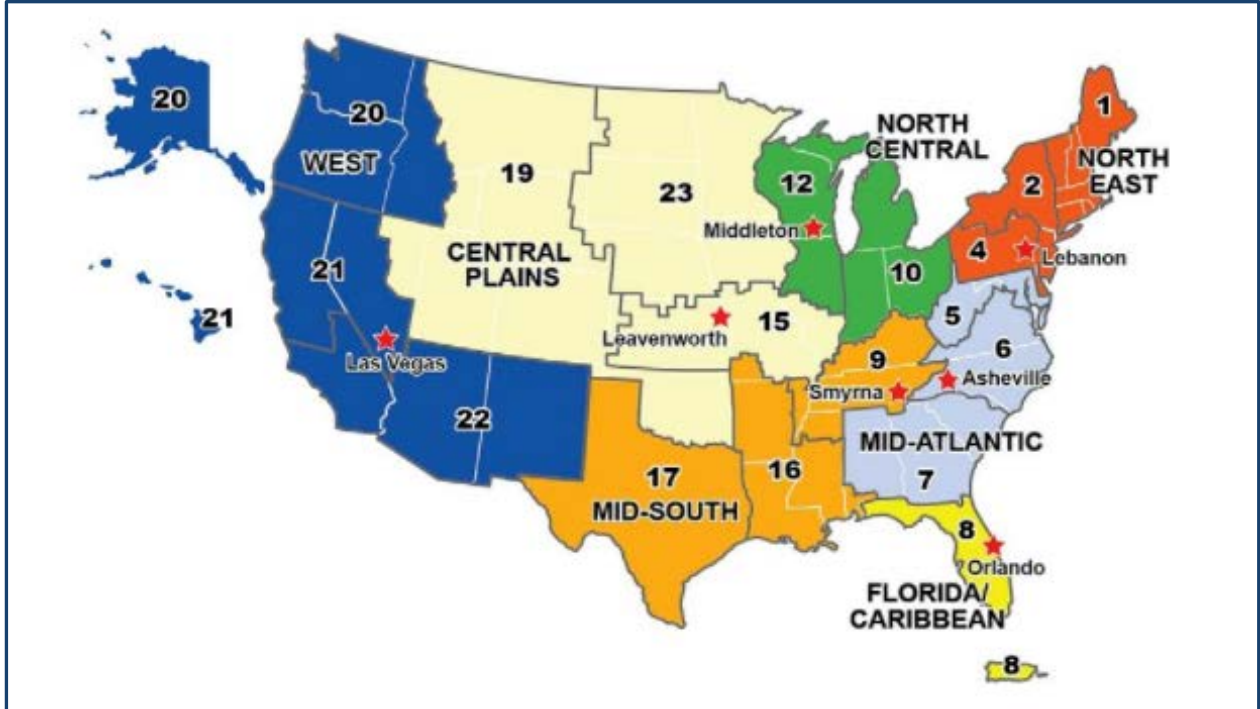 20
20
WEST
19
23
12
NORTH
CENTRAL
1
NORTH
EAST
2
Middleton
4
Lebanon
CENTRAL
PLAINS
21
10
21
Leavenworth
15
5
6
Las Vegas
9
Smyrna
Asheville
22
MID-ATLANTIC
17
16
7
MID-SOUTH
8
Orlando
FLORIDA/
CARIBBEAN
8